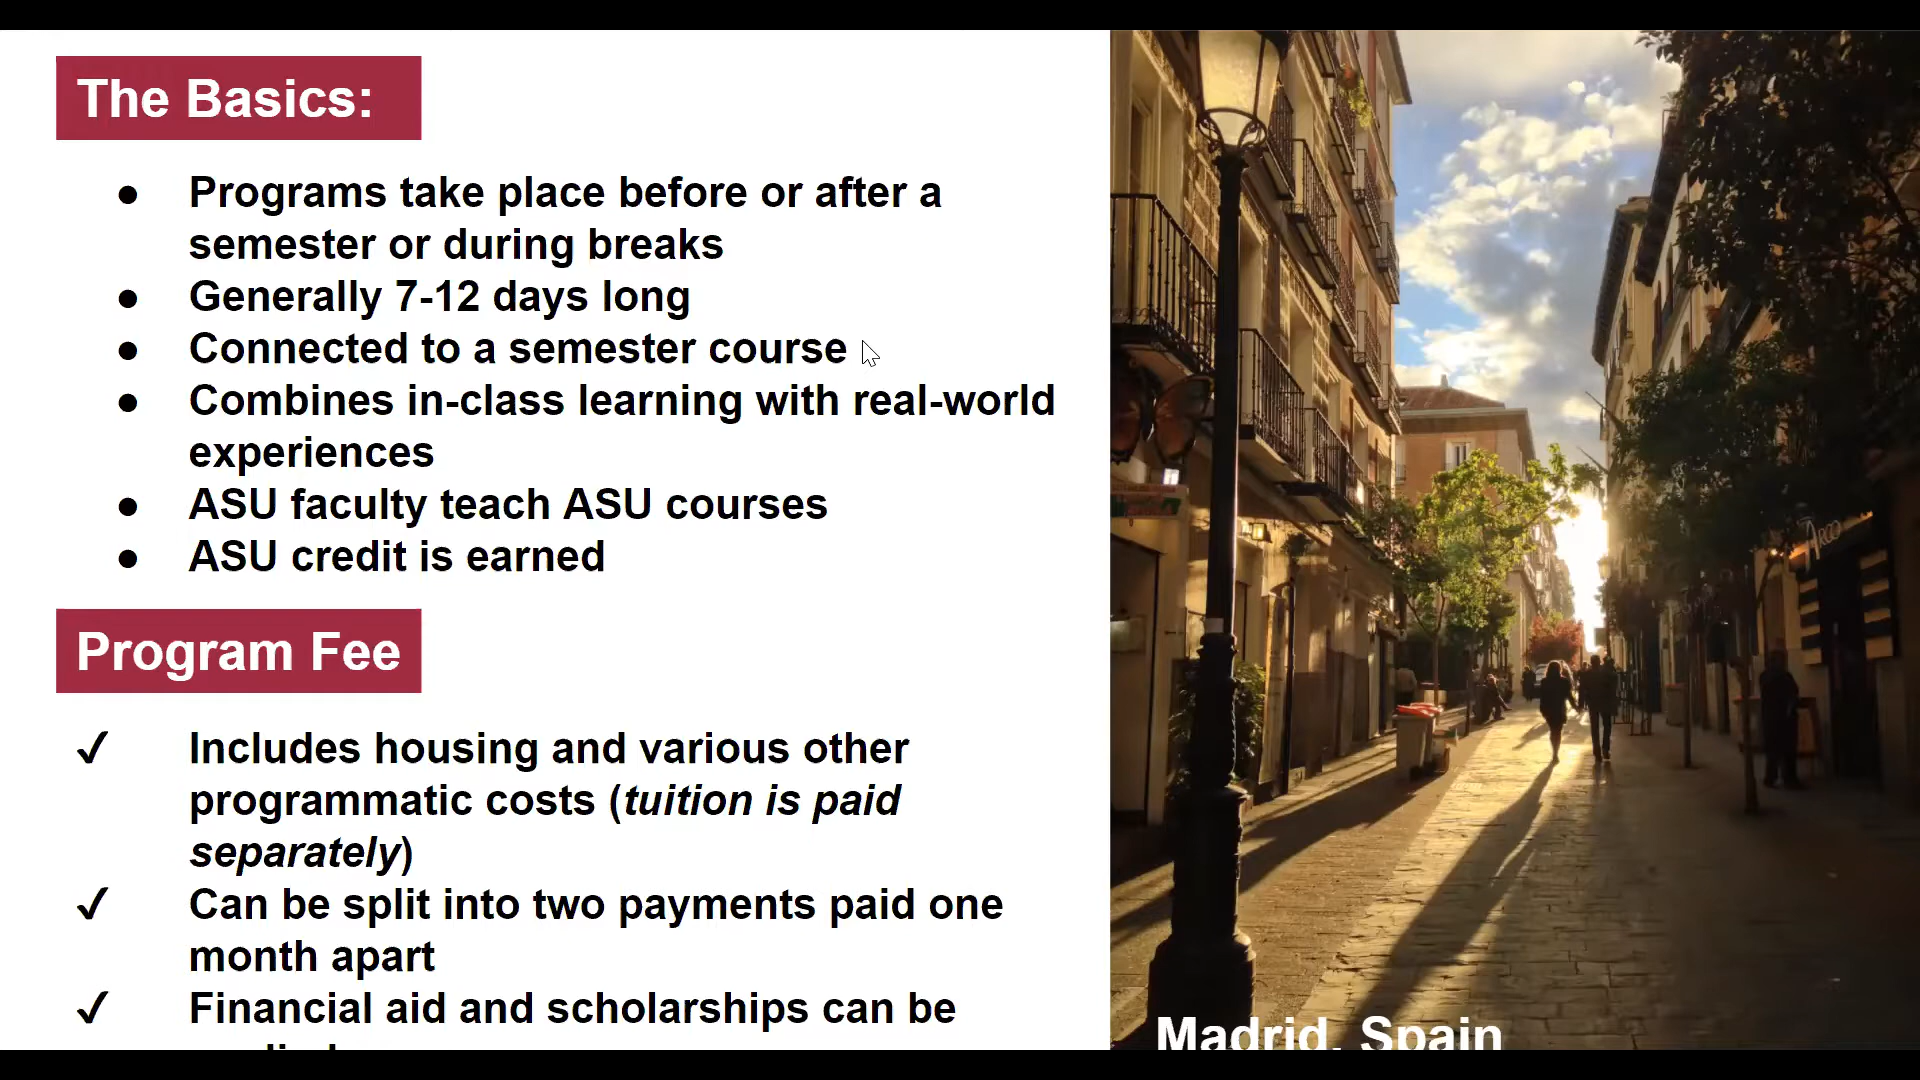 The Basics:
● Programs take place before or after a
semester or during breaks
● Generally 7-12 days long
● Connected to a semester course
● Combines in-class learning with real-world
experiences
● ASU faculty teach ASU courses
● ASU credit is earned
Program Fee
✓ Includes housing and various other
programmatic costs (tuition is paid
separately)
✓ Can be split into two payments paid one
month apart
✓ Financial aid and scholarships can be
ARCO
Madrid, Spain